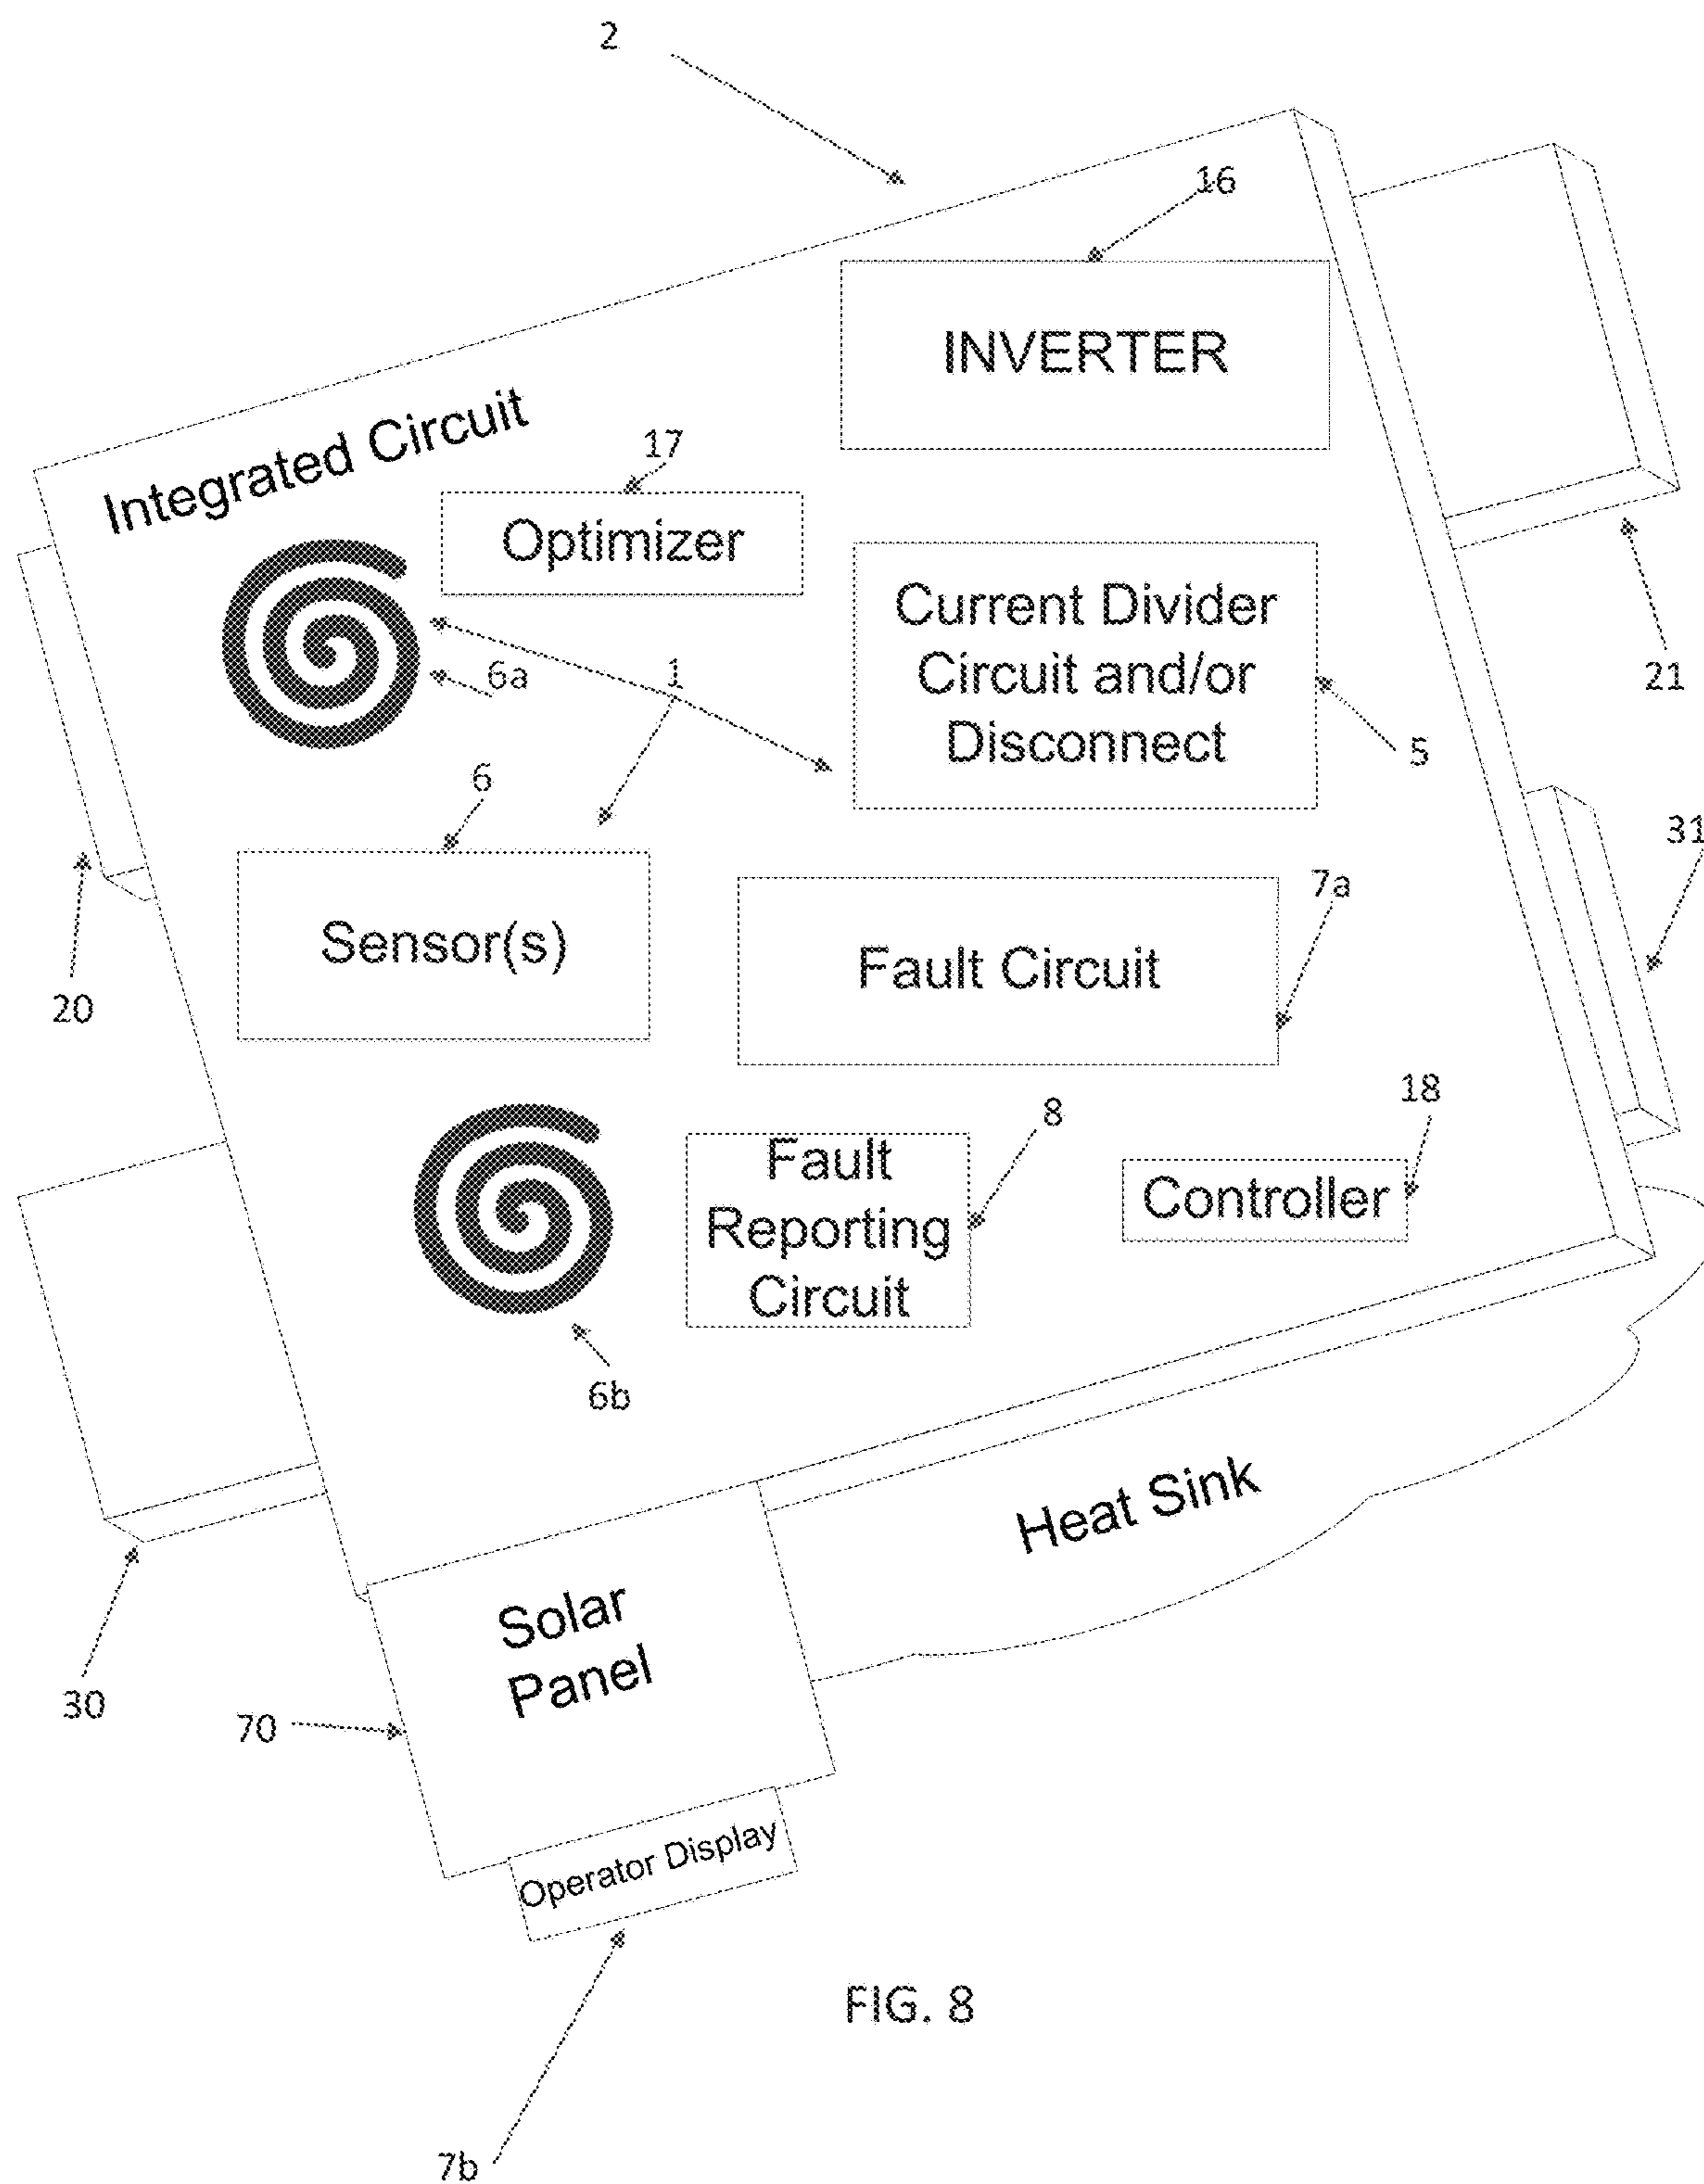 2
16
INVERTER
Integrated Circuit
17
Optimizer
Current Divider
Circuit and/or
Disconnect
6a
1
21
5
6
31
7a
Sensor(s)
Fault Circuit
20
18
8
Fault
Reporting
Circuit
Controller
6b
Heat Sink
Solar
Panel
30
70
Operator Display
FIG. 8
7b